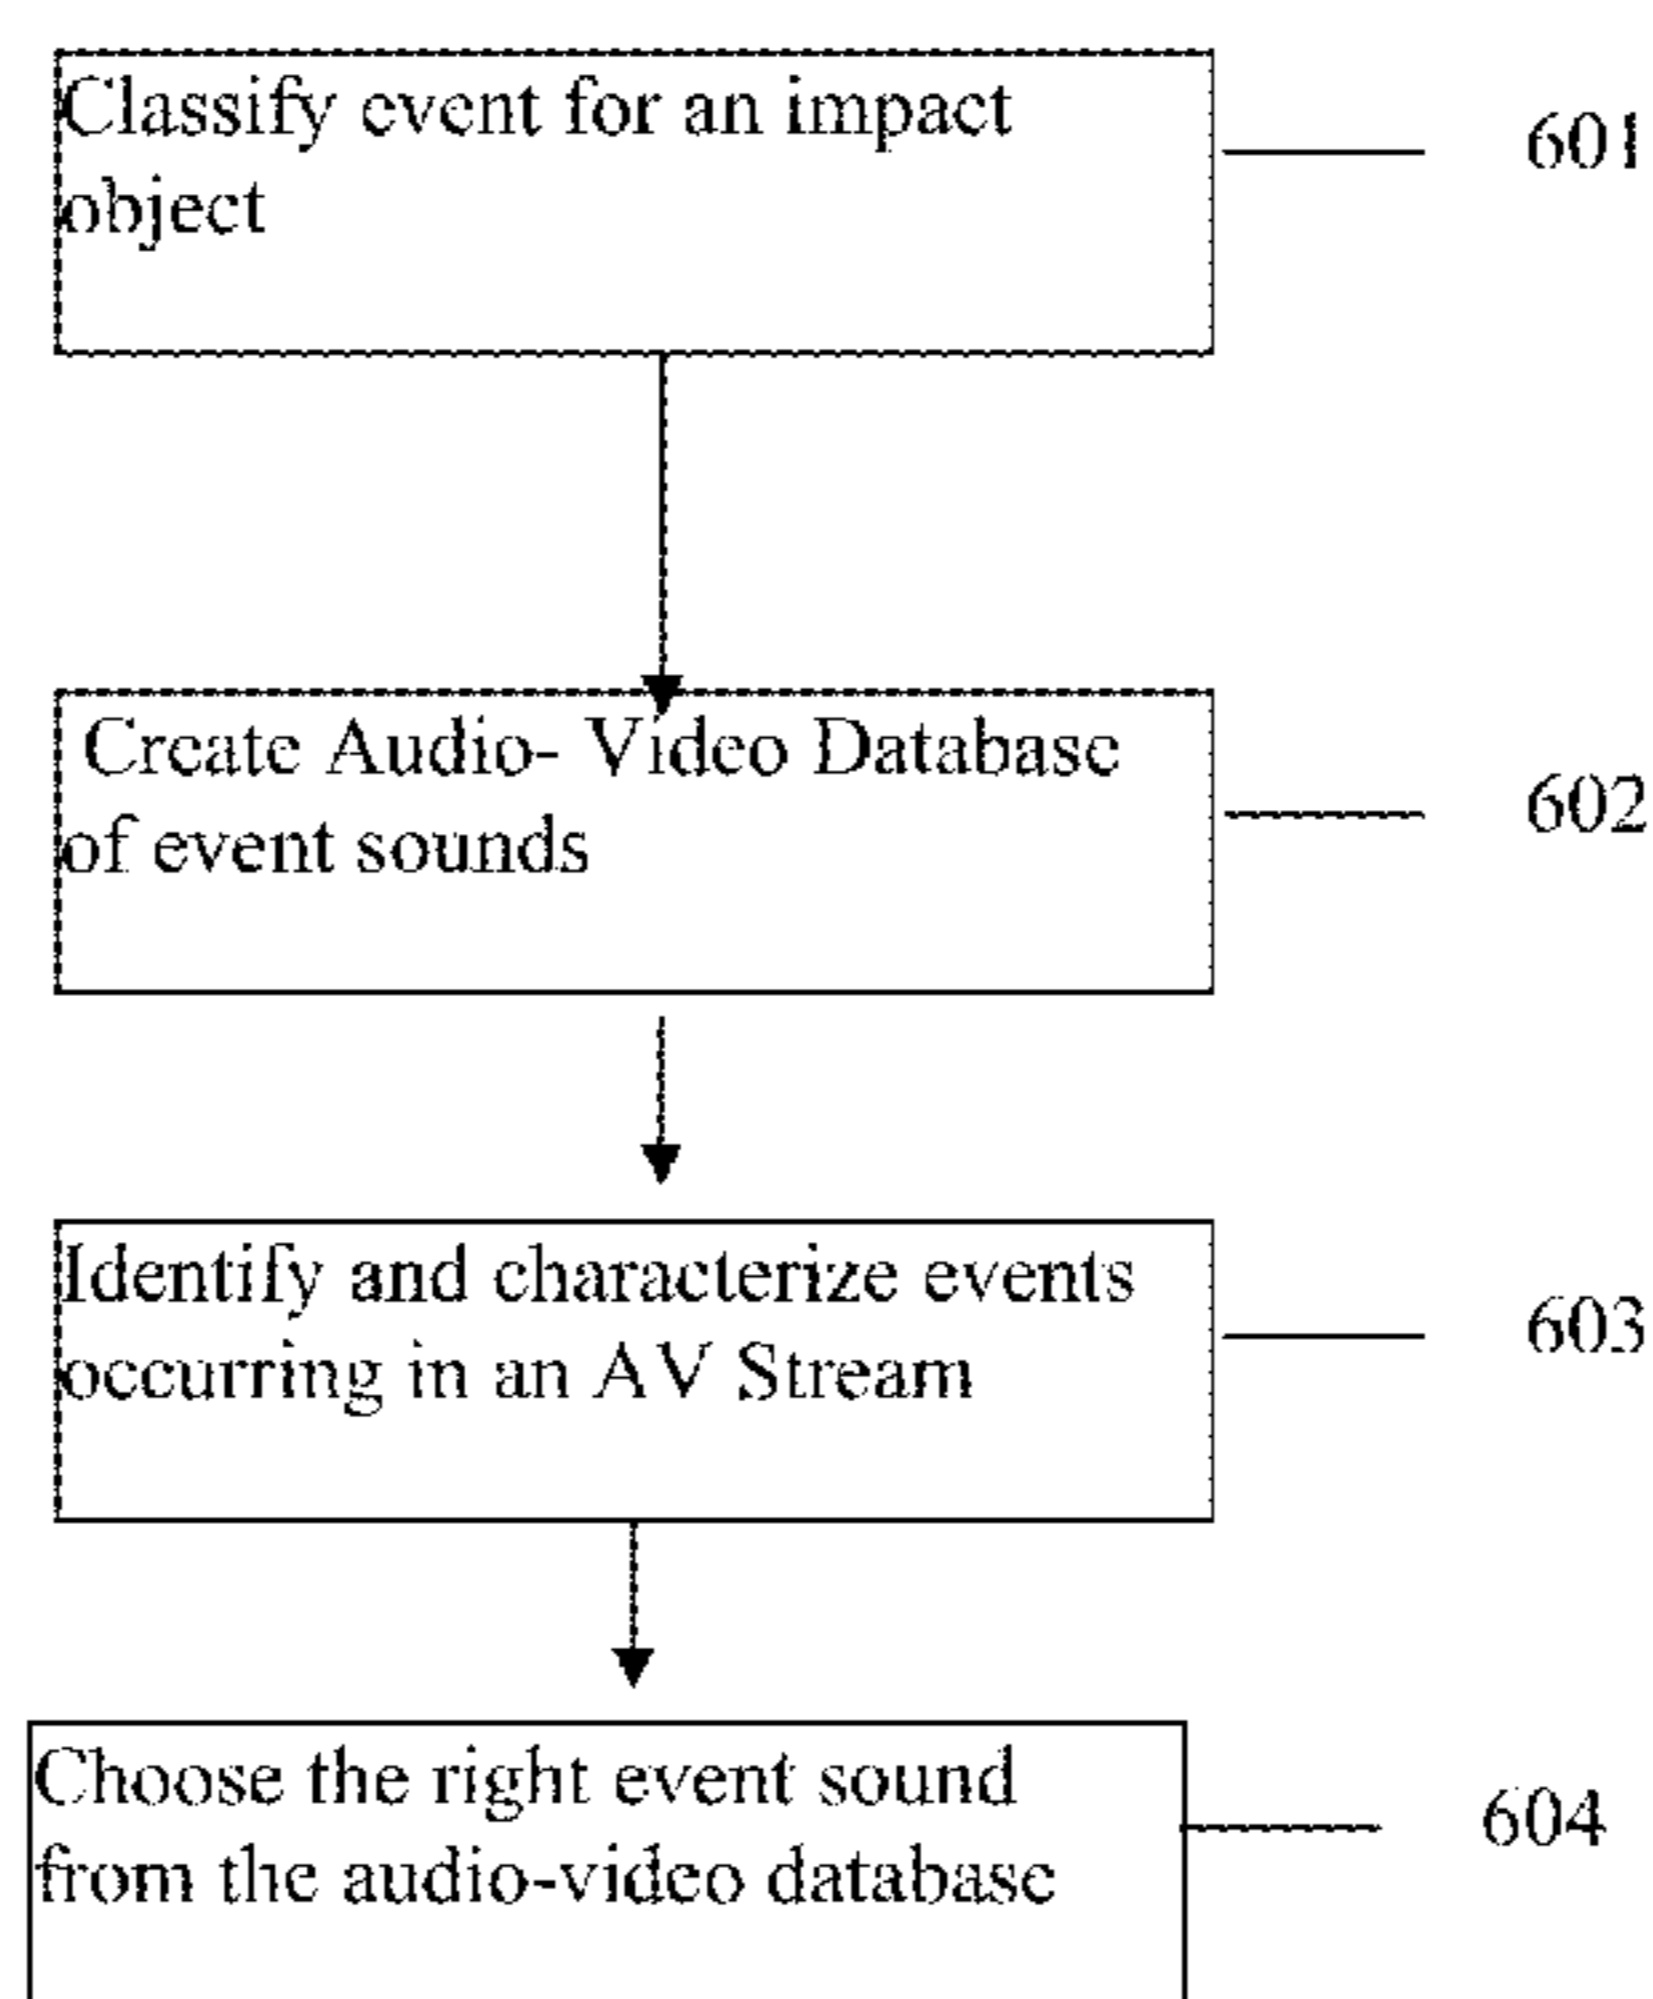 Classify event for an impact
object
601
Create Audio- Video Database
of event sounds
602
Identify and characterize events
occurring in an AV Stream
603
Choose the right event sound
from the audio-video database
604